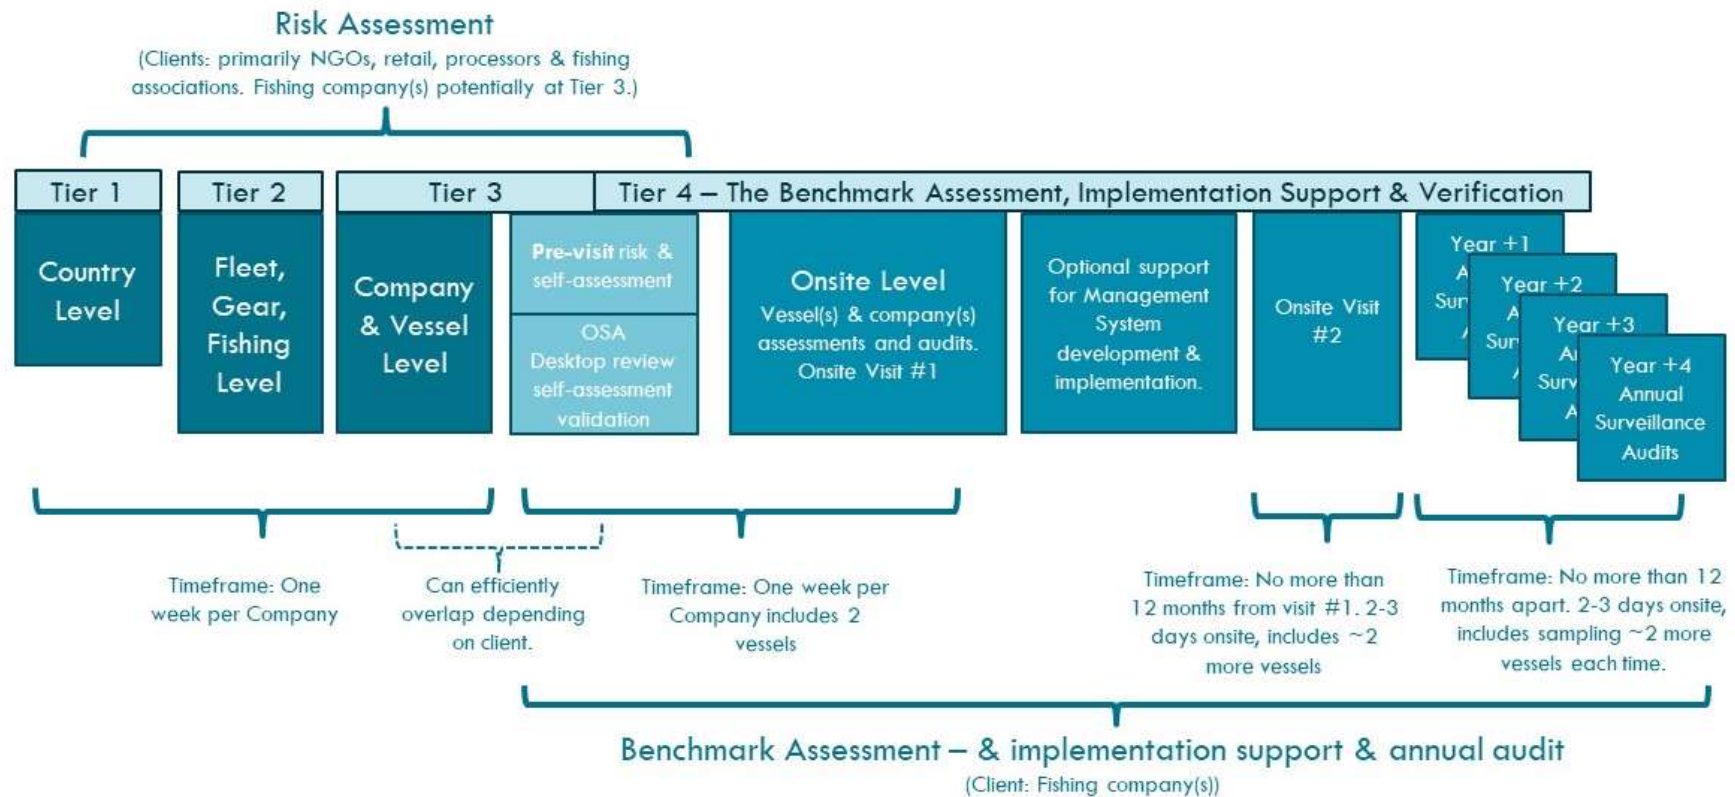 Risk Assessment
(Clients: primarily NGOs, retail, processors & fishing
associations. Fishing company(s) potentially at Tier 3.)
Tier 1
Tier 2
Tier 3
Tier 4 – The Benchmark Assessment, Implementation Support & Verification
Country
Level
Fleet,
Gear,
Fishing
Level
Company
& Vessel
Level
Pre-visit risk &
self-assessment
OSA
Desktop review
self-assessment
validation
Onsite Level
Vessel(s) & company(s)
assessments and audits.
Onsite Visit #1
Optional support
for Management
System
development &
implementation.
Onsite Visit
#2
Year +1
Year +2
Year +3
Year +4
Annual
Surveillance
Audits
Timeframe: One
week per Company
Can efficiently
overlap depending
on client.
Timeframe: One week per
Company includes 2
vessels
Timeframe: No more than
12 months from visit #1. 2-3
days onsite, includes ~2
more vessels
Timeframe: No more than 12
months apart. 2-3 days onsite,
includes sampling ~2 more
vessels each time.
Benchmark Assessment – & implementation support & annual audit
(Client: Fishing company(s))